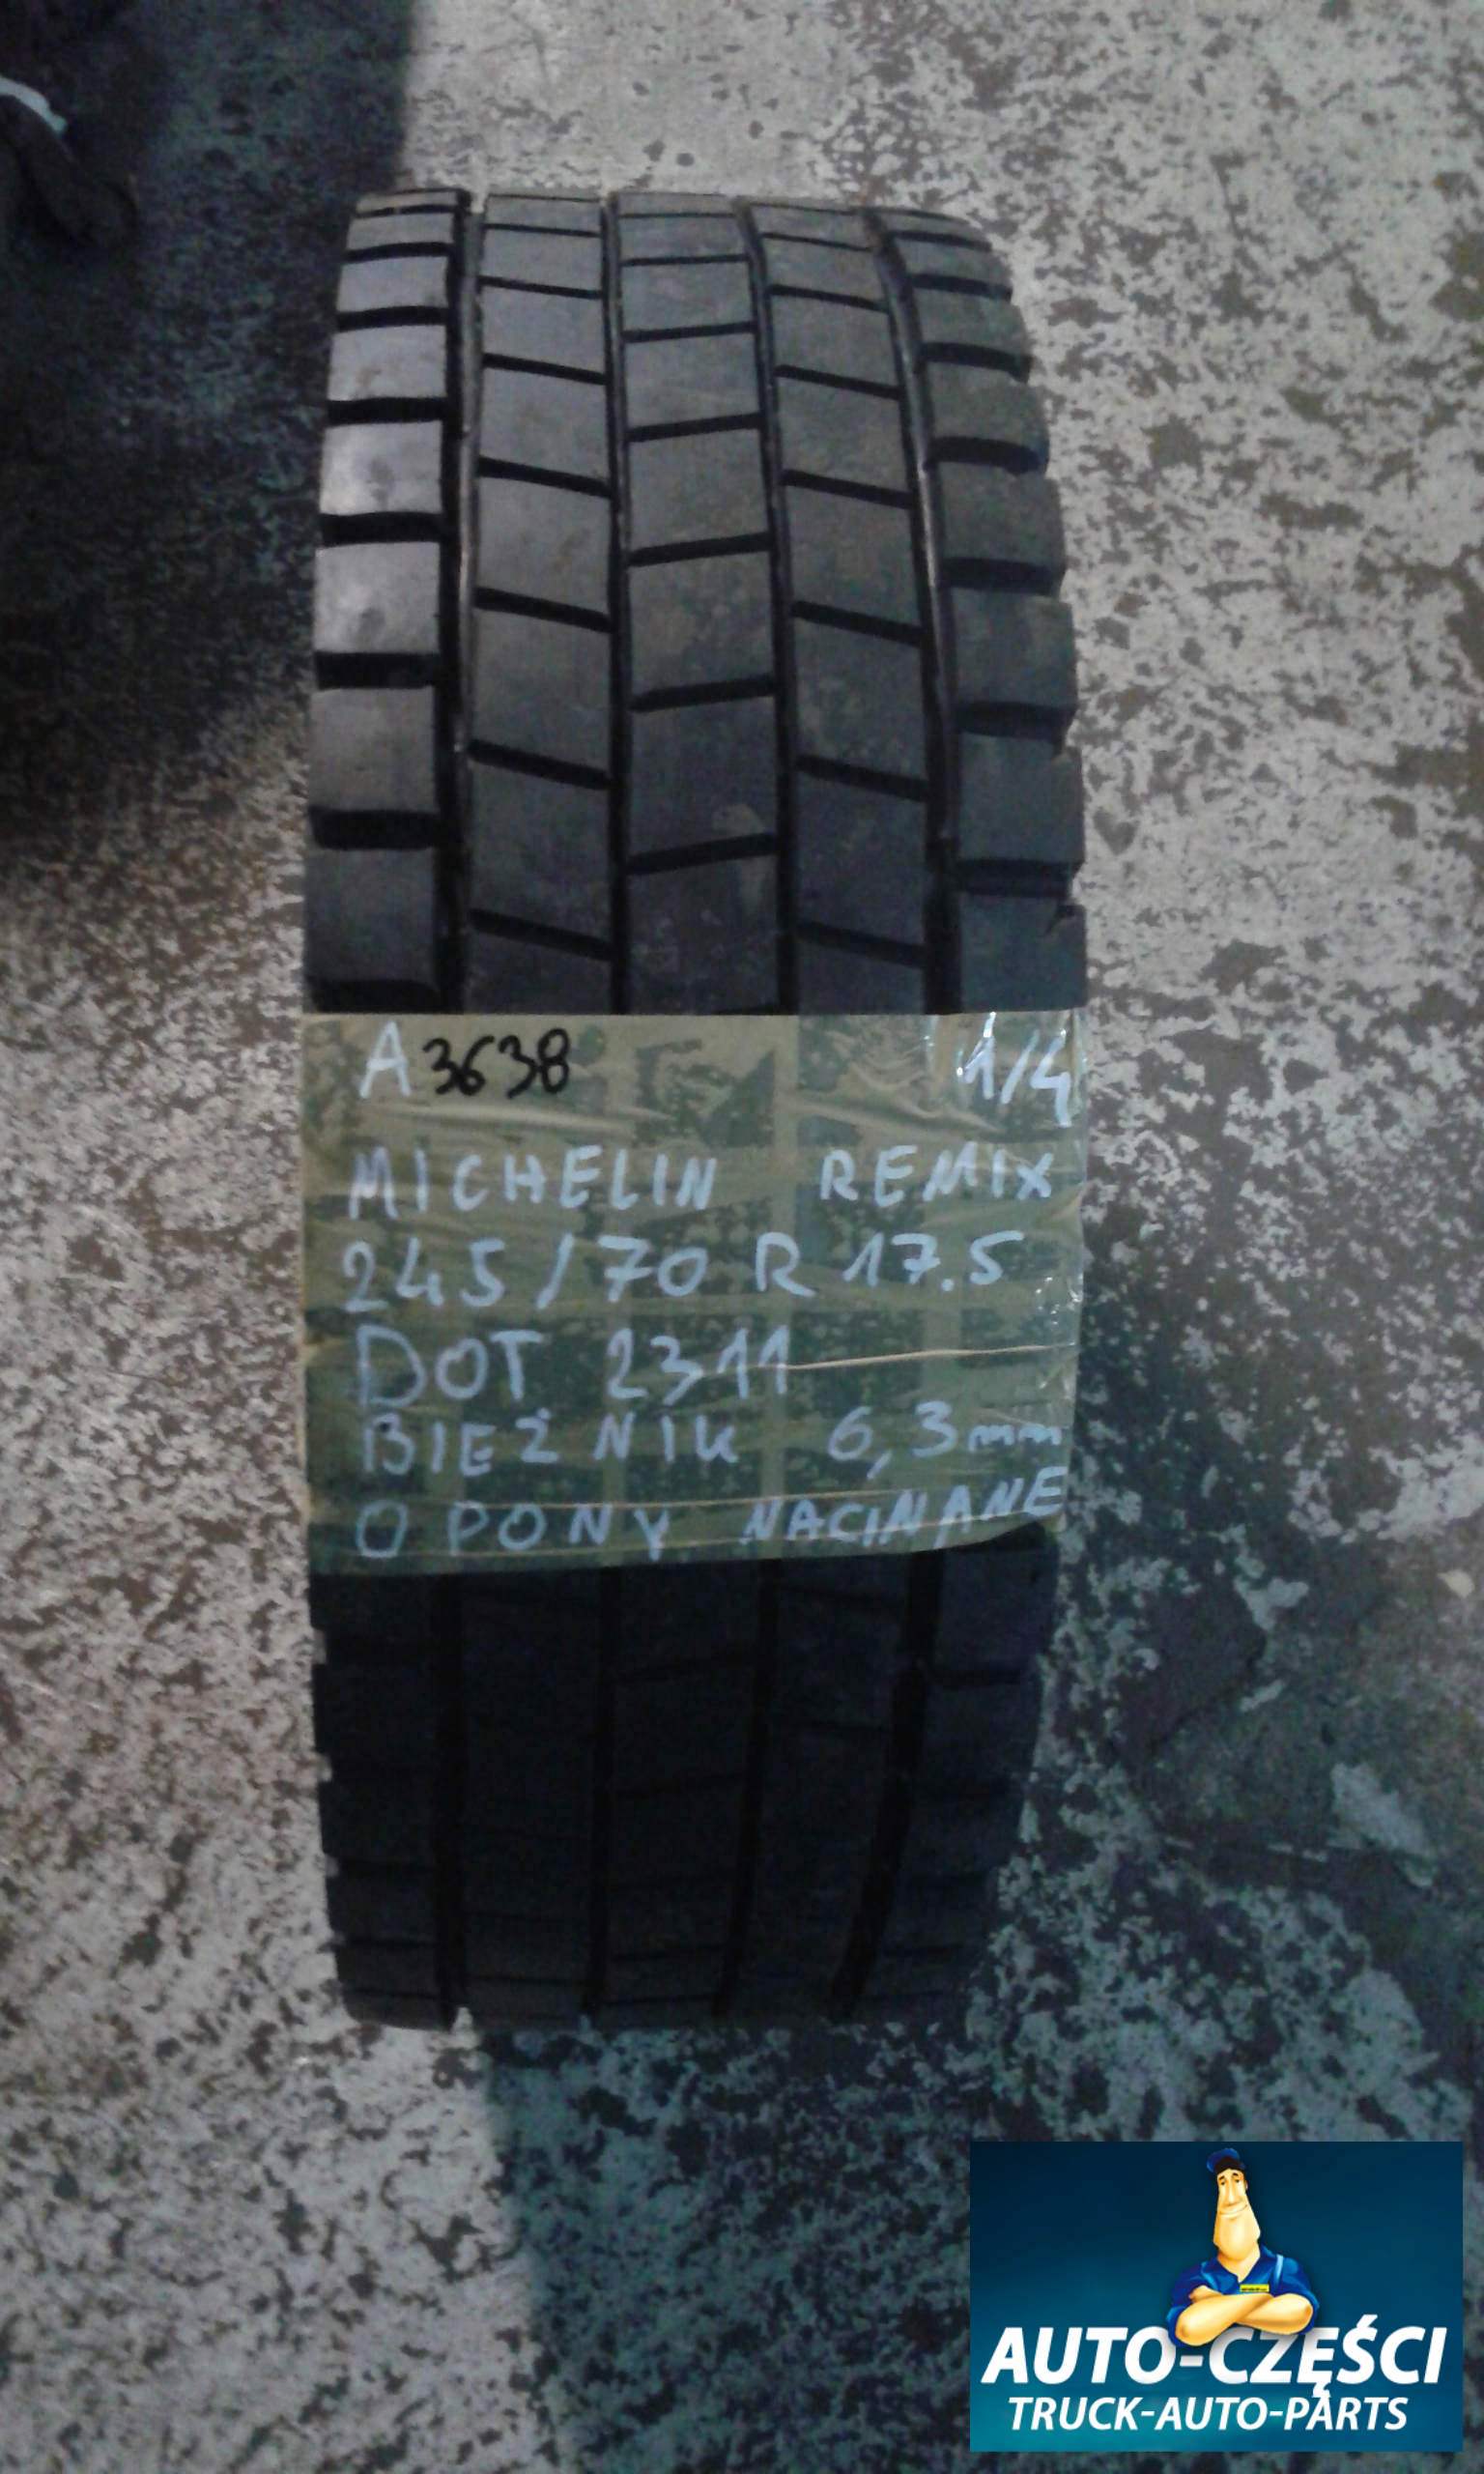 A 3638 1/4
MICHELIN REMIX
245/70 R 17.5
DOT 2311
BIEŻNIK 6,3mm
OPONY NACINANE
AUTO-CZĘŚCI
TRUCK-AUTO-PARTS